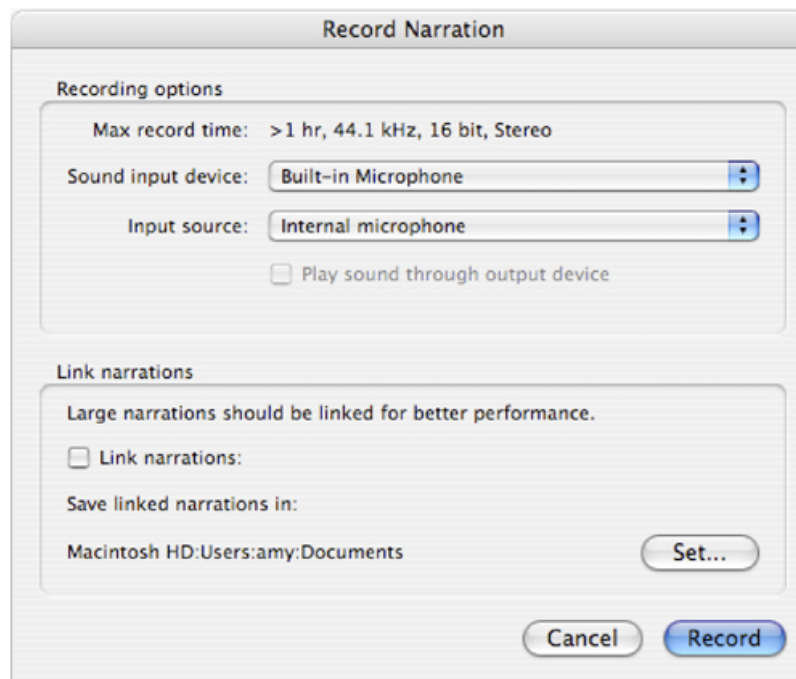 Record Narration
Recording options
Max record time: >1 hr, 44.1 kHz, 16 bit, Stereo
Sound input device: Built-in Microphone
Input source: Internal microphone
Play sound through output device
Link narrations
Large narrations should be linked for better performance.
Link narrations:
Save linked narrations in:
Macintosh HD:Users:amy:Documents Set...
Cancel Record